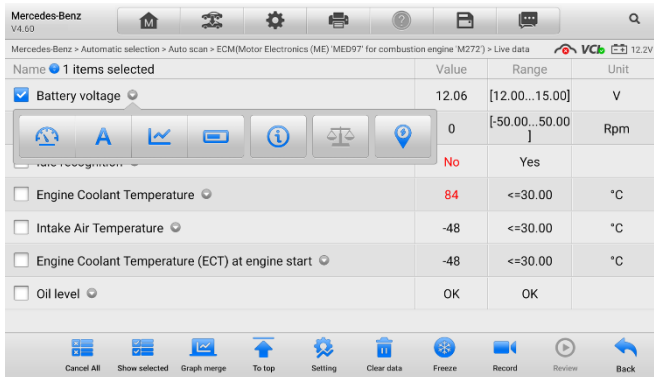 Mercedes-Benz
V4.60
M
?
Mercedes-Benz > Automatic selection > Auto scan > ECM(Motor Electronics (ME) 'MED97' for combustion engine 'M272') > Live data VCI 12.2V
Name 1 items selected Value Range Unit
Battery voltage 12.06 [12.00...15.00] V
0 [-50.00...50.00
] Rpm
A i
Idle recognition No Yes
Engine Coolant Temperature 84 <=30.00 °C
Intake Air Temperature -48 <=30.00 °C
Engine Coolant Temperature (ECT) at engine start -48 <=30.00 °C
Oil level OK OK
Cancel All Show selected Graph merge To top Setting Clear data Freeze Record Review Back